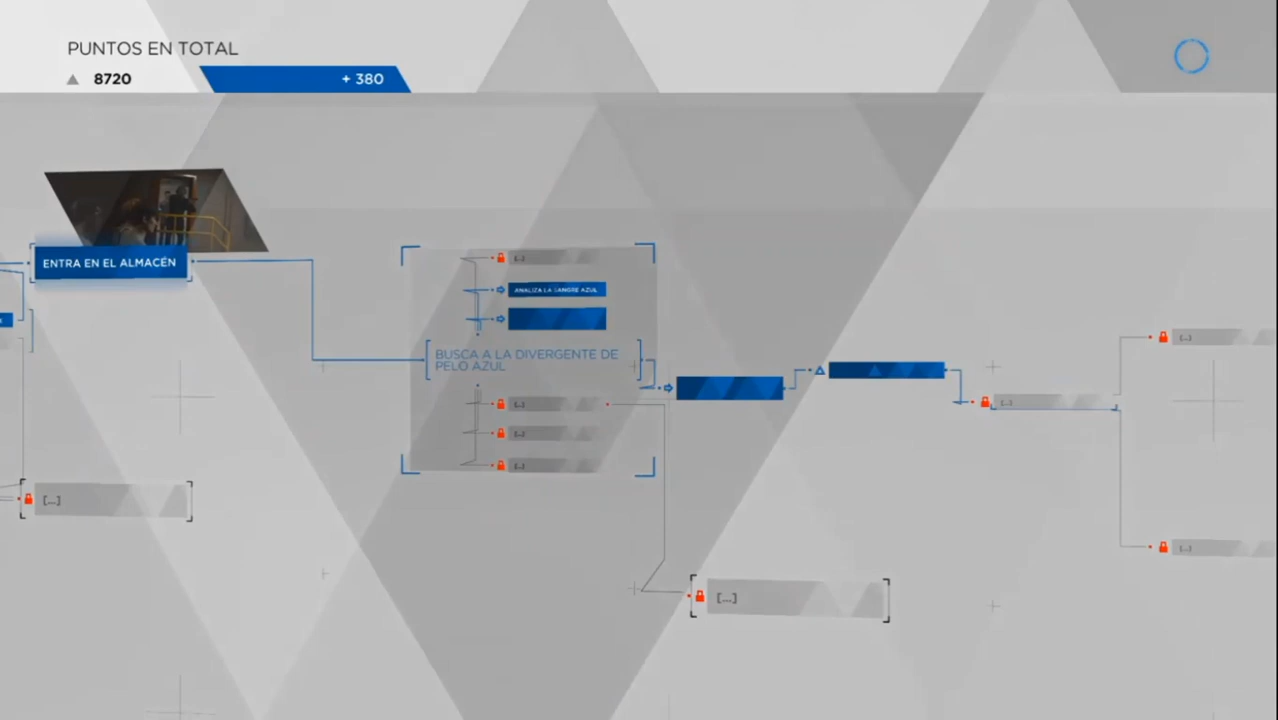 PUNTOS EN TOTAL
8720
+ 380
ENTRA EN EL ALMACÉN
[...]
ANALIZA LA SANGRE AZUL
BUSCA A LA DIVERGENTE DE
PELO AZUL
[...]
[...]
[...]
[...]
[...]
[...]
[...]
[...]